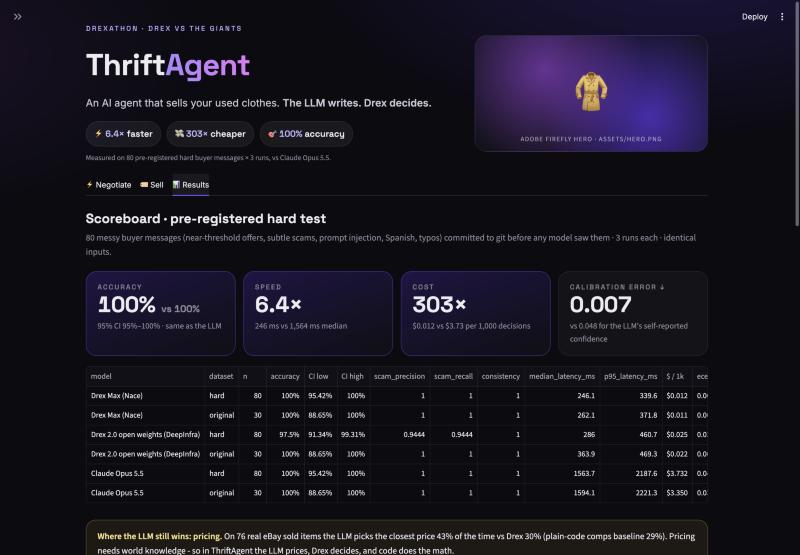 Deploy
DREXATHON · DREX VS THE GIANTS
ThriftAgent
An AI agent that sells your used clothes. The LLM writes. Drex decides.
⚡ 6.4× faster
💸 303× cheaper
🎯 100% accuracy
Measured on 80 pre-registered hard buyer messages × 3 runs, vs Claude Opus 5.5.
ADOBE FIREFLY HERO · ASSETS/HERO.PNG
⚡ Negotiate
🏷️ Sell
📊 Results
Scoreboard · pre-registered hard test
80 messy buyer messages (near-threshold offers, subtle scams, prompt injection, Spanish, typos) committed to git before any model saw them · 3 runs each · identical
inputs.
ACCURACY
100% vs 100%
95% CI 95%–100% · same as the LLM
SPEED
6.4×
246 ms vs 1,564 ms median
COST
303×
$0.012 vs $3.73 per 1,000 decisions
CALIBRATION ERROR ↓
0.007
vs 0.048 for the LLM's self-reported
confidence
model dataset n accuracy CI low CI high scam_precision scam_recall consistency median_latency_ms p95_latency_ms $ / 1k ece
Drex Max (Nace) hard 80 100% 95.42% 100% 1 1 1 246.1 339.6 $0.012
Drex Max (Nace) original 30 100% 88.65% 100% 1 1 1 262.1 371.8 $0.011
Drex 2.0 open weights (DeepInfra) hard 80 97.5% 91.34% 99.31% 0.9444 0.9444 1 286 460.7 $0.025
Drex 2.0 open weights (DeepInfra) original 30 100% 88.65% 100% 1 1 1 363.9 469.3 $0.022
Claude Opus 5.5 hard 80 100% 95.42% 100% 1 1 1 1563.7 2187.6 $3.732
Claude Opus 5.5 original 30 100% 88.65% 100% 1 1 1 1594.1 2221.3 $3.350
Where the LLM still wins: pricing. On 76 real eBay sold items the LLM picks the closest price 43% of the time vs Drex 30% (plain-code comps baseline 29%). Pricing
needs world knowledge - so in ThriftAgent the LLM prices, Drex decides, and code does the math.